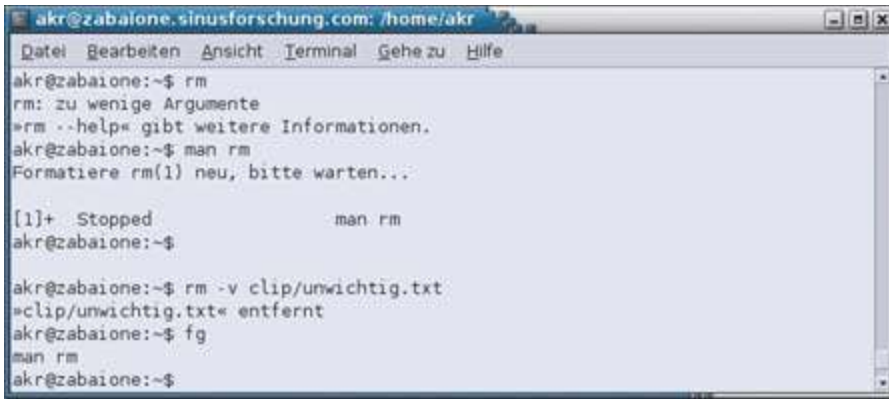 akr@zabaione.sinusforschung.com: /home/akr
Datei Bearbeiten Ansicht Terminal Gehe zu Hilfe
akr@zabaione:~$ rm
rm: zu wenige Argumente
»rm --help« gibt weitere Informationen.
akr@zabaione:~$ man rm
Formatiere rm(1) neu, bitte warten...
[1]+ Stopped man rm
akr@zabaione:~$
akr@zabaione:~$ rm -v clip/unwichtig.txt
»clip/unwichtig.txt« entfernt
akr@zabaione:~$ fg
man rm
akr@zabaione:~$